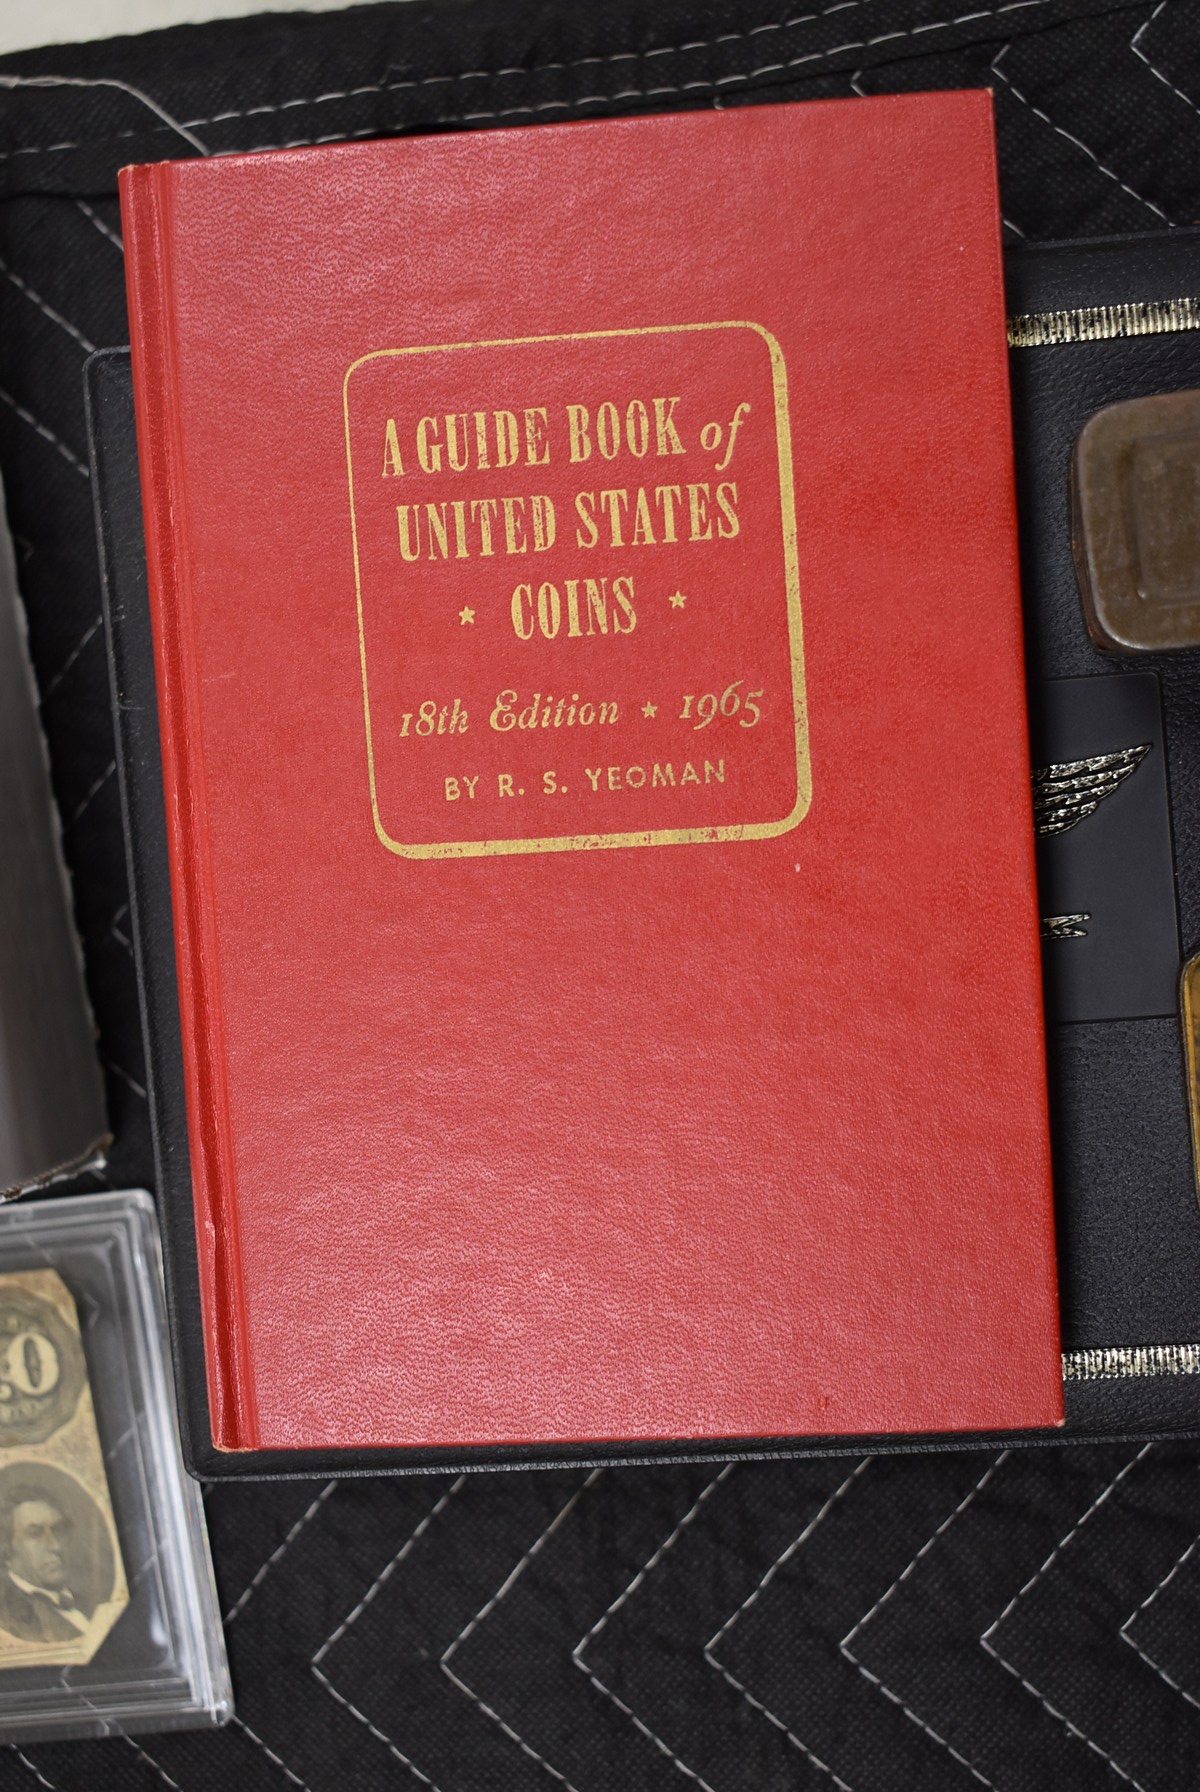 A GUIDE BOOK of
UNITED STATES
★ COINS ★
18th Edition ★ 1965
BY R. S. YEOMAN